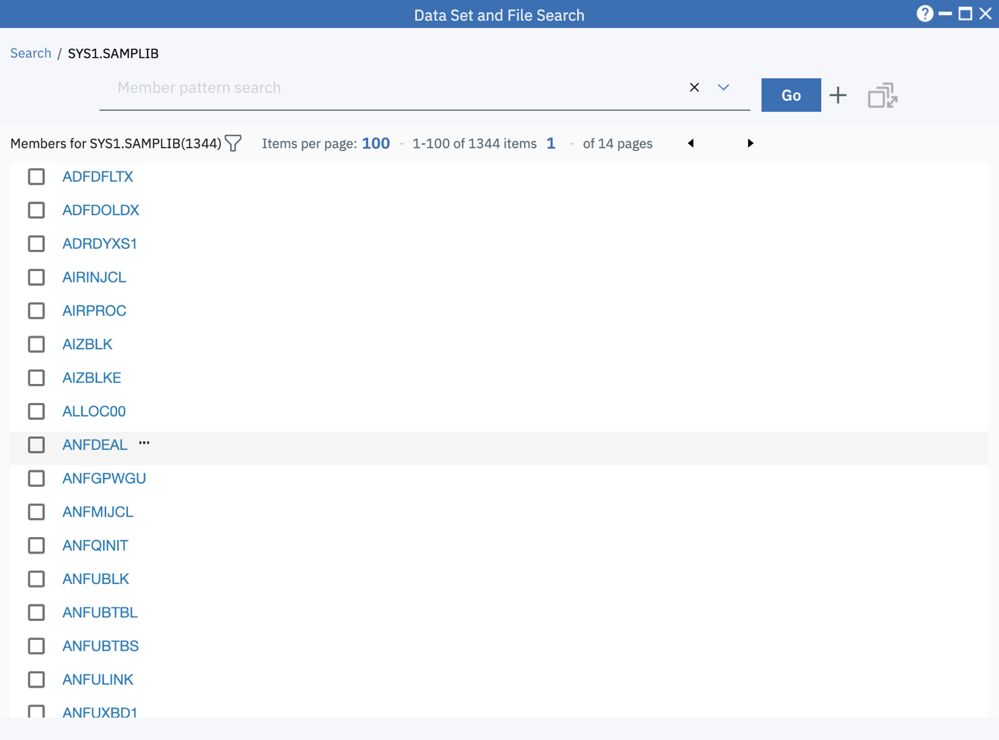 Data Set and File Search
?
Search / SYS1.SAMPLIB
Member pattern search
Go
Members for SYS1.SAMPLIB(1344) Items per page: 100 1-100 of 1344 items 1 of 14 pages
ADFDFLTX
ADFDOLDX
ADRDYXS1
AIRINJCL
AIRPROC
AIZBLK
AIZBLKE
ALLOC00
ANFDEAL ...
ANFGPWGU
ANFMIJCL
ANFQINIT
ANFUBLK
ANFUBTBL
ANFUBTBS
ANFULINK
ANFUXBD1